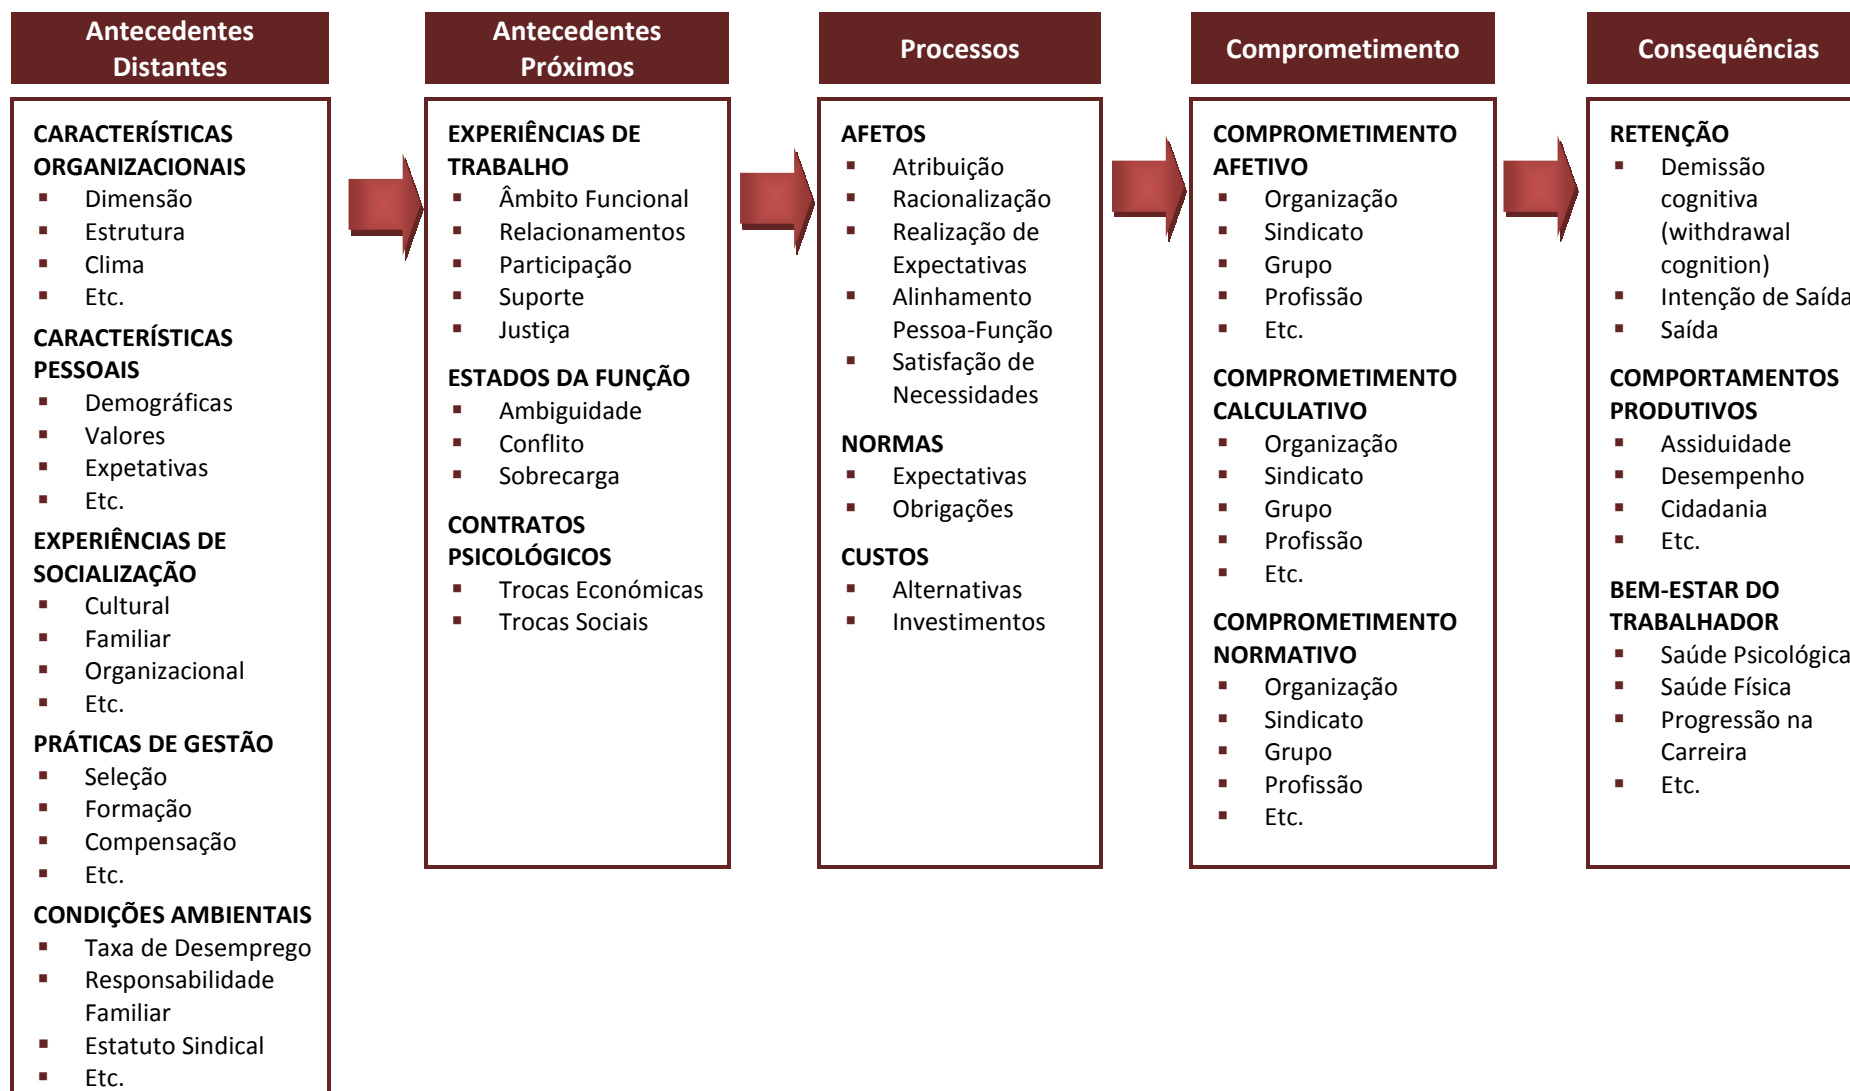 Antecedentes
Distantes
CARACTERÍSTICAS
ORGANIZACIONAIS
Dimensão
Estrutura
Clima
Etc.
CARACTERÍSTICAS
PESSOAIS
Demográficas
Valores
Expetativas
Etc.
EXPERIÊNCIAS DE
SOCIALIZAÇÃO
Cultural
Familiar
Organizacional
Etc.
PRÁTICAS DE GESTÃO
Seleção
Formação
Compensação
Etc.
CONDIÇÕES AMBIENTAIS
Taxa de Desemprego
Responsabilidade
Familiar
Estatuto Sindical
Etc.
Antecedentes
Próximos
EXPERIÊNCIAS DE
TRABALHO
Âmbito Funcional
Relacionamentos
Participação
Suporte
Justiça
ESTADOS DA FUNÇÃO
Ambiguidade
Conflito
Sobrecarga
CONTRATOS
PSICOLÓGICOS
Trocas Económicas
Trocas Sociais
Processos
AFETOS
Atribuição
Racionalização
Realização de
Expectativas
Alinhamento
Pessoa-Função
Satisfação de
Necessidades
NORMAS
Expectativas
Obrigações
CUSTOS
Alternativas
Investimentos
Comprometimento
COMPROMETIMENTO
AFETIVO
Organização
Sindicato
Grupo
Profissão
Etc.
COMPROMETIMENTO
CALCULATIVO
Organização
Sindicato
Grupo
Profissão
Etc.
COMPROMETIMENTO
NORMATIVO
Organização
Sindicato
Grupo
Profissão
Etc.
Consequências
RETENÇÃO
Demissão
cognitiva
(withdrawal
cognition)
Intenção de Saída
Saída
COMPORTAMENTOS
PRODUTIVOS
Assiduidade
Desempenho
Cidadania
Etc.
BEM-ESTAR DO
TRABALHADOR
Saúde Psicológica
Saúde Física
Progressão na
Carreira
Etc.